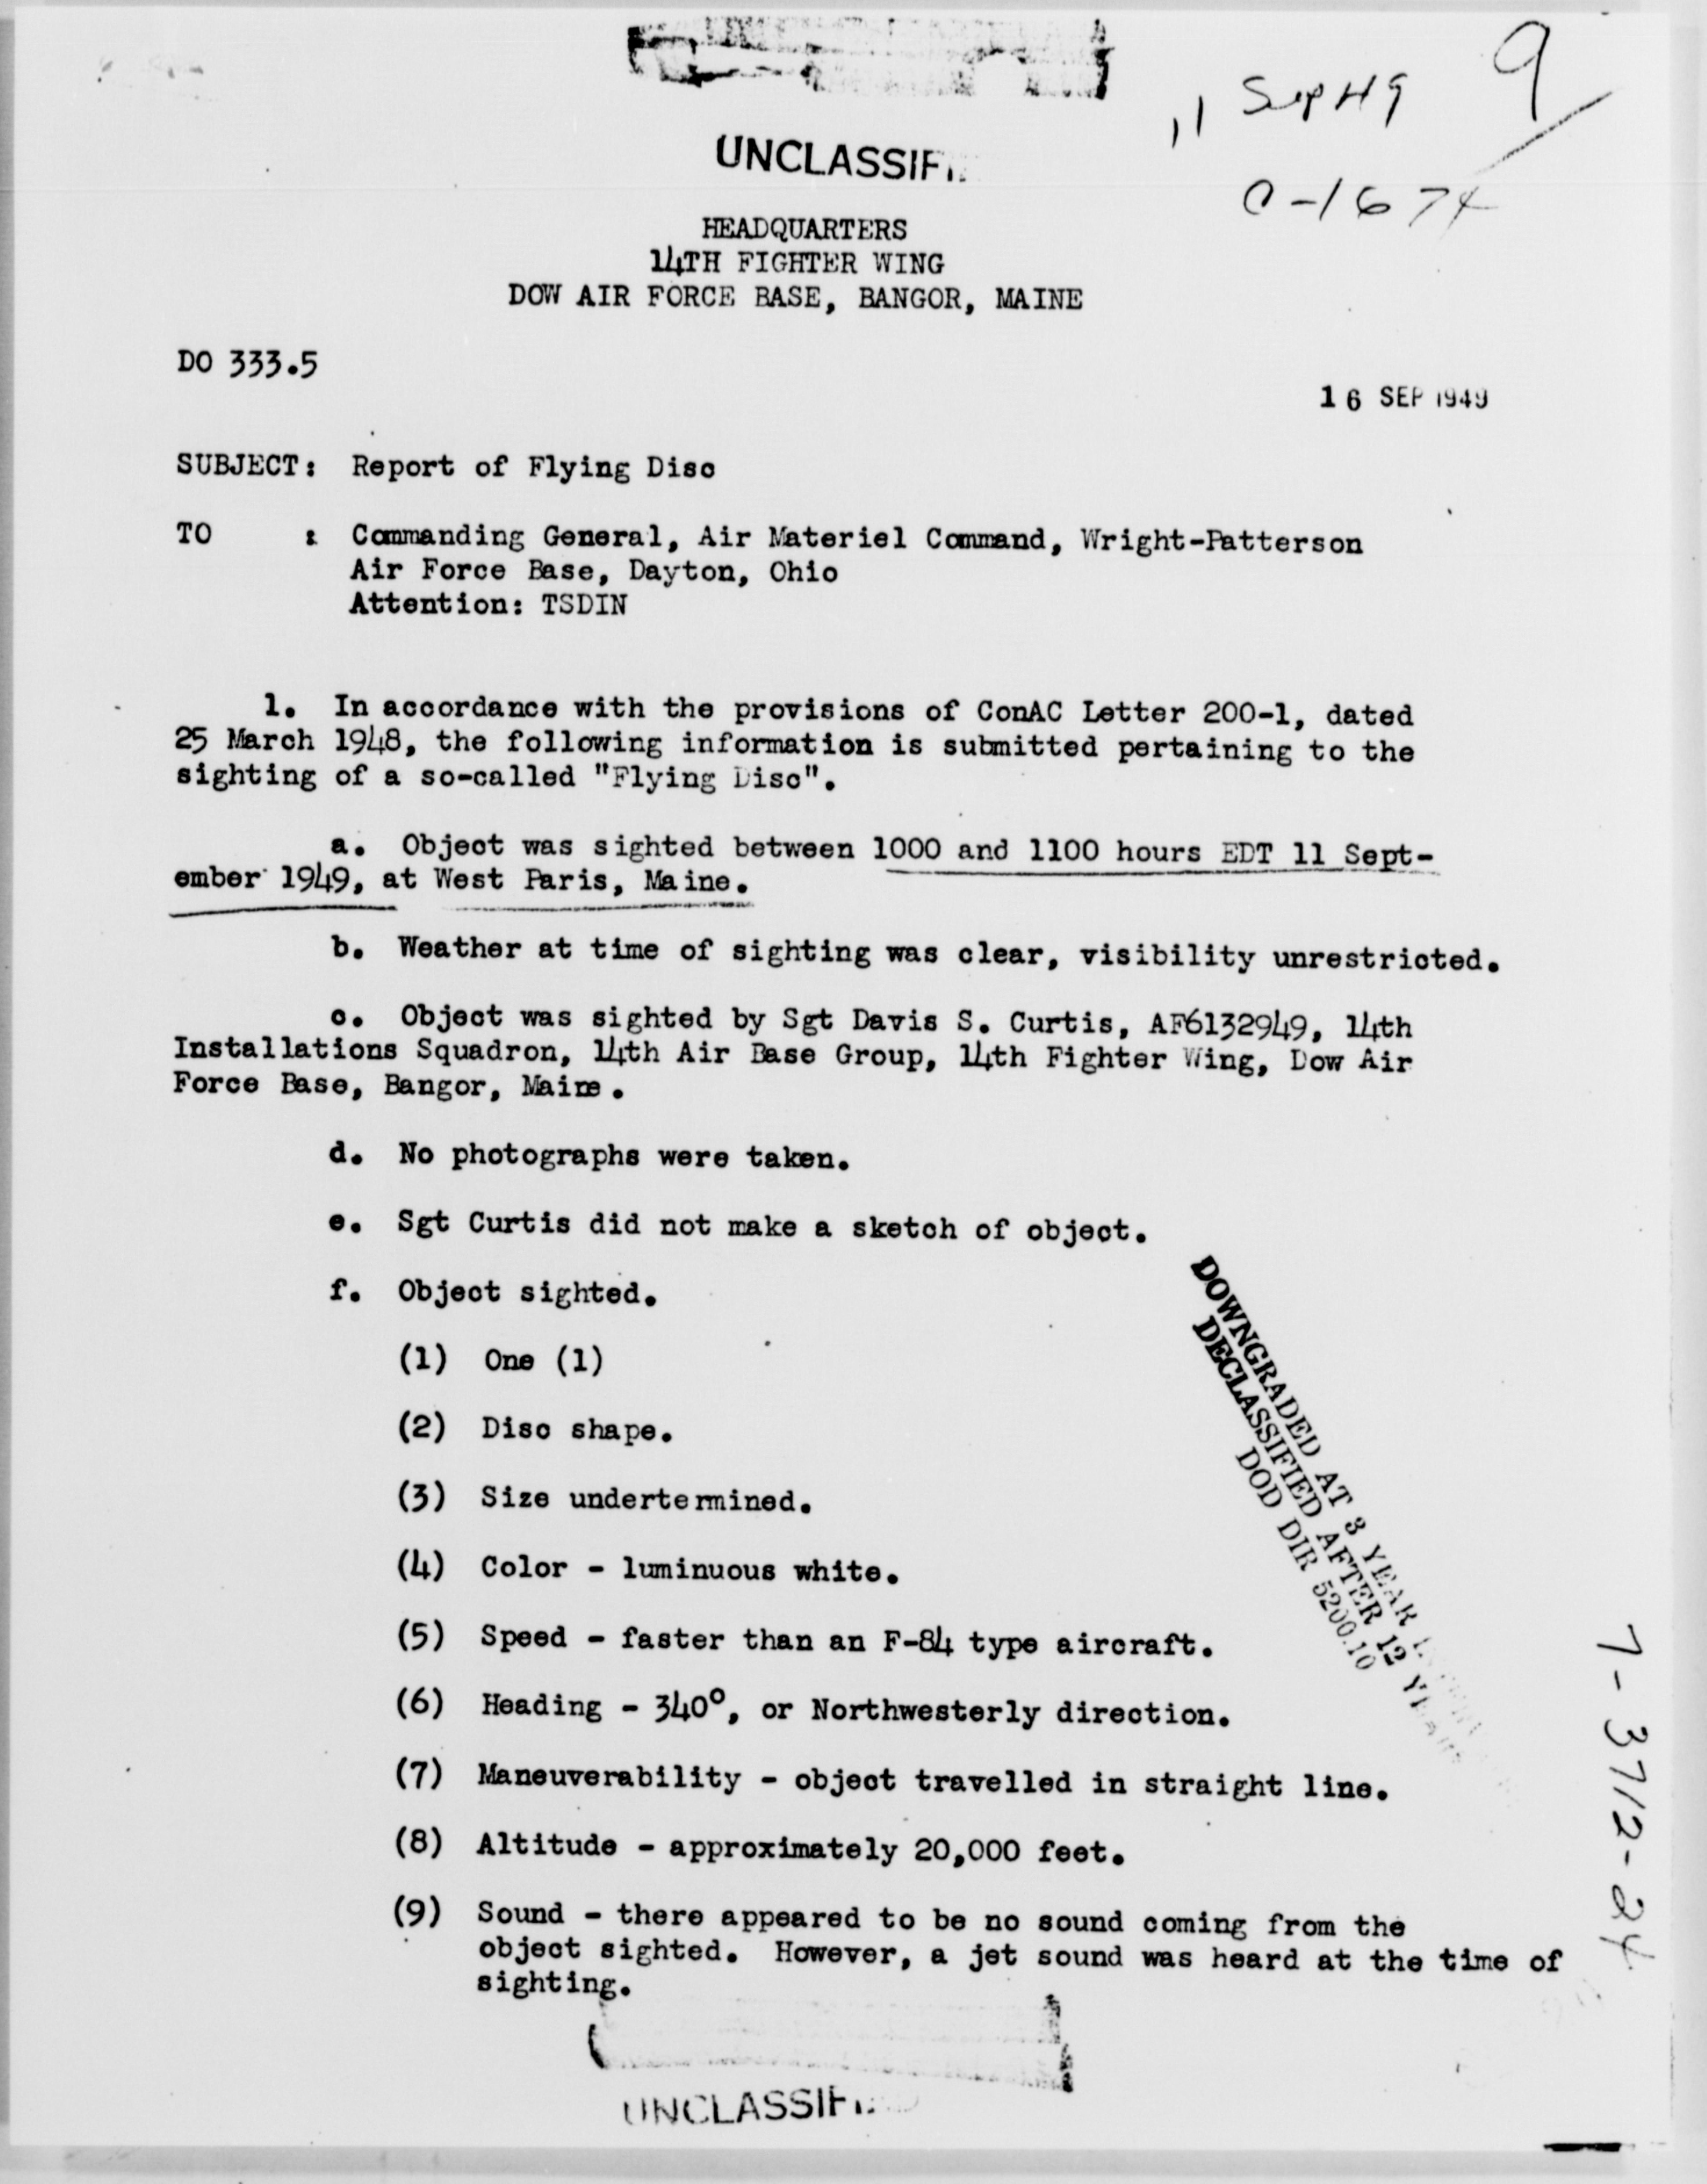 11 Sep 49 9
C-1674
UNCLASSIF
HEADQUARTERS
14TH FIGHTER WING
DOW AIR FORCE BASE, BANGOR, MAINE
DO 333.5
16 SEP 1949
SUBJECT: Report of Flying Disc
TO : Commanding General, Air Materiel Command, Wright-Patterson
Air Force Base, Dayton, Ohio
Attention: TSDIN
1. In accordance with the provisions of ConAC Letter 200-1, dated
25 March 1948, the following information is submitted pertaining to the
sighting of a so-called "Flying Disc".
a. Object was sighted between 1000 and 1100 hours EDT 11 Sept-
ember 1949, at West Paris, Maine.
b. Weather at time of sighting was clear, visibility unrestricted.
c. Object was sighted by Sgt Davis S. Curtis, AF6132949, 14th
Installations Squadron, 14th Air Base Group, 14th Fighter Wing, Dow Air
Force Base, Bangor, Maine.
d. No photographs were taken.
e. Sgt Curtis did not make a sketch of object.
f. Object sighted.
(1) One (1)
(2) Disc shape.
(3) Size undertermined.
(4) Color - luminuous white.
(5) Speed - faster than an F-84 type aircraft.
(6) Heading - 340°, or Northwesterly direction.
(7) Maneuverability - object travelled in straight line.
(8) Altitude - approximately 20,000 feet.
(9) Sound - there appeared to be no sound coming from the
object sighted. However, a jet sound was heard at the time of
sighting.
DOWNGRADED AT 3 YEAR
DECLASSIFIED AFTER 12 YEARS
DOD DIR 5200.10
7-3712-24
UNCLASSIF